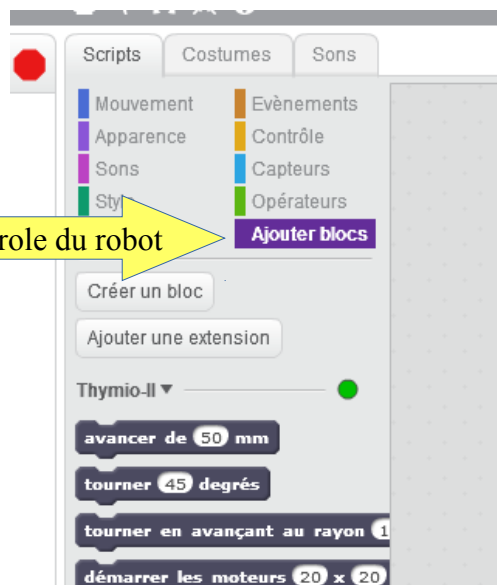 Scripts Costumes Sons
Mouvement Evènements
Apparence Contrôle
Sons Capteurs
Opérateurs
role du robot Ajouter blocs
Créer un bloc
Ajouter une extension
Thymio-II
avancer de 50 mm
tourner 45 degrés
tourner en avançant au rayon 1
démarrer les moteurs 20 x 20